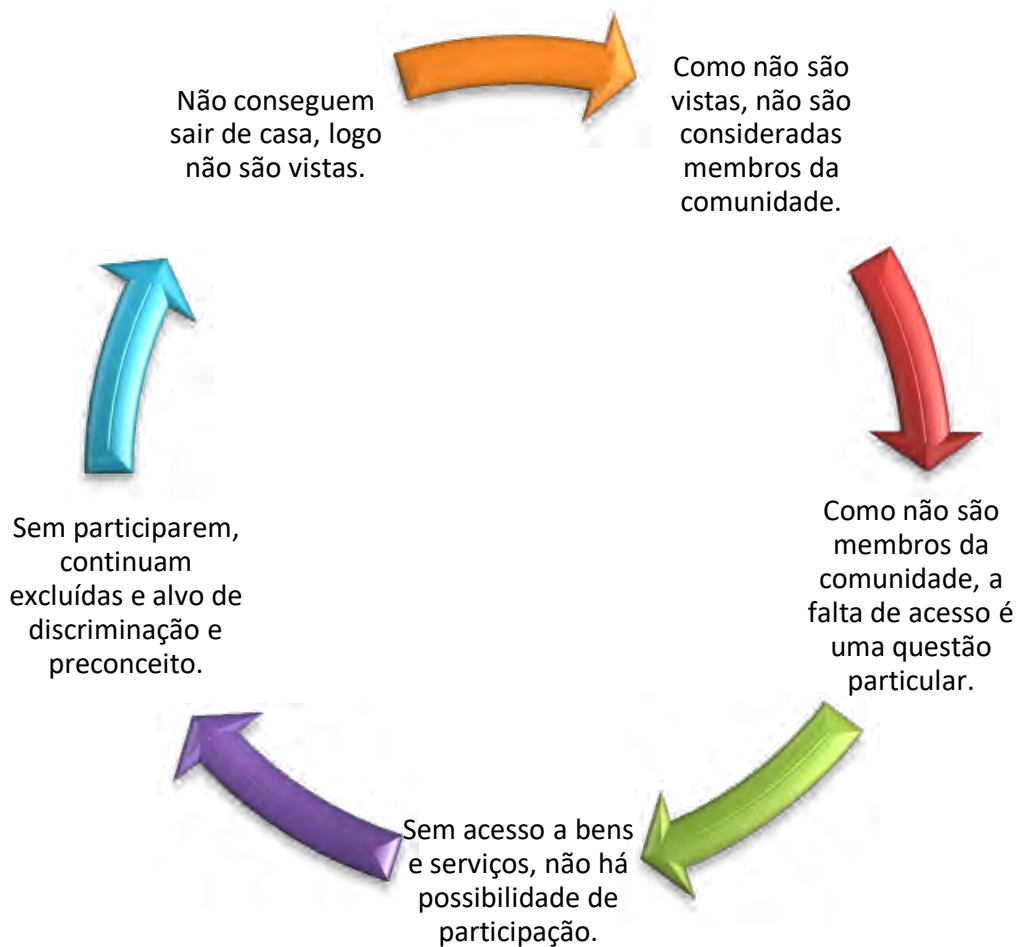 Não conseguem
sair de casa, logo
não são vistas.
Como não são
vistas, não são
consideradas
membros da
comunidade.
Como não são
membros da
comunidade, a
falta de acesso é
uma questão
particular.
Sem acesso a bens
e serviços, não há
possibilidade de
participação.
Sem participarem,
continuam
excluídas e alvo de
discriminação e
preconceito.